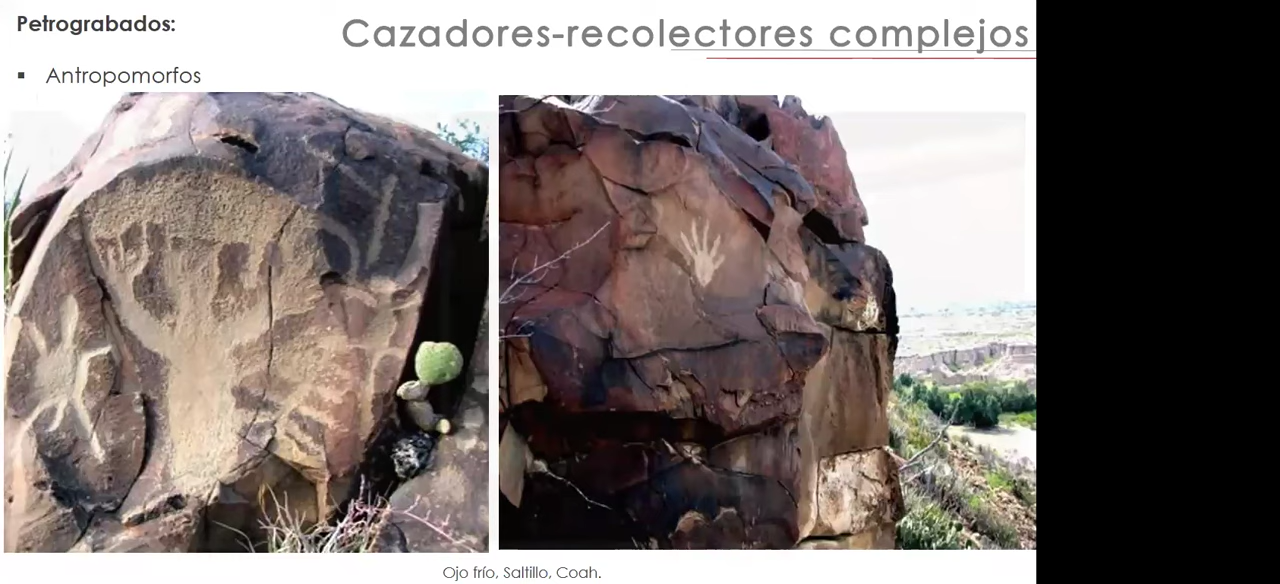 Petrograbados:
Cazadores-recolectores complejos
▪ Antropomorfos
Ojo frío, Saltillo, Coah.